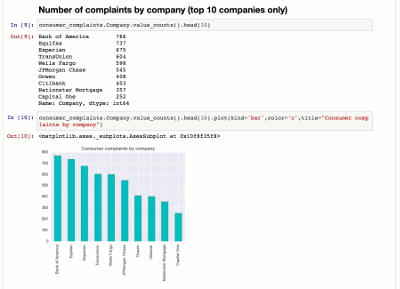 Number of complaints by company (top 10 companies only)
In [9]: consumer_complaints.Company.value_counts().head(10)
Out[9]: Bank of America 766
Equifax 737
Experian 675
TransUnion 604
Wells Fargo 598
JPMorgan Chase 545
Ocwen 408
Citibank 403
Nationstar Mortgage 357
Capital One 252
Name: Company, dtype: int64
In [10]: consumer_complaints.Company.value_counts().head(10).plot(kind='bar',color='c',title="Consumer comp
laints by company")
Out[10]: <matplotlib.axes._subplots.AxesSubplot at 0x10f8f35f8>
Consumer complaints by company
800
700
600
500
400
300
200
100
0
Bank of America
Equifax
Experian
TransUnion
Wells Fargo
JPMorgan Chase
Ocwen
Citibank
Nationstar Mortgage
Capital One